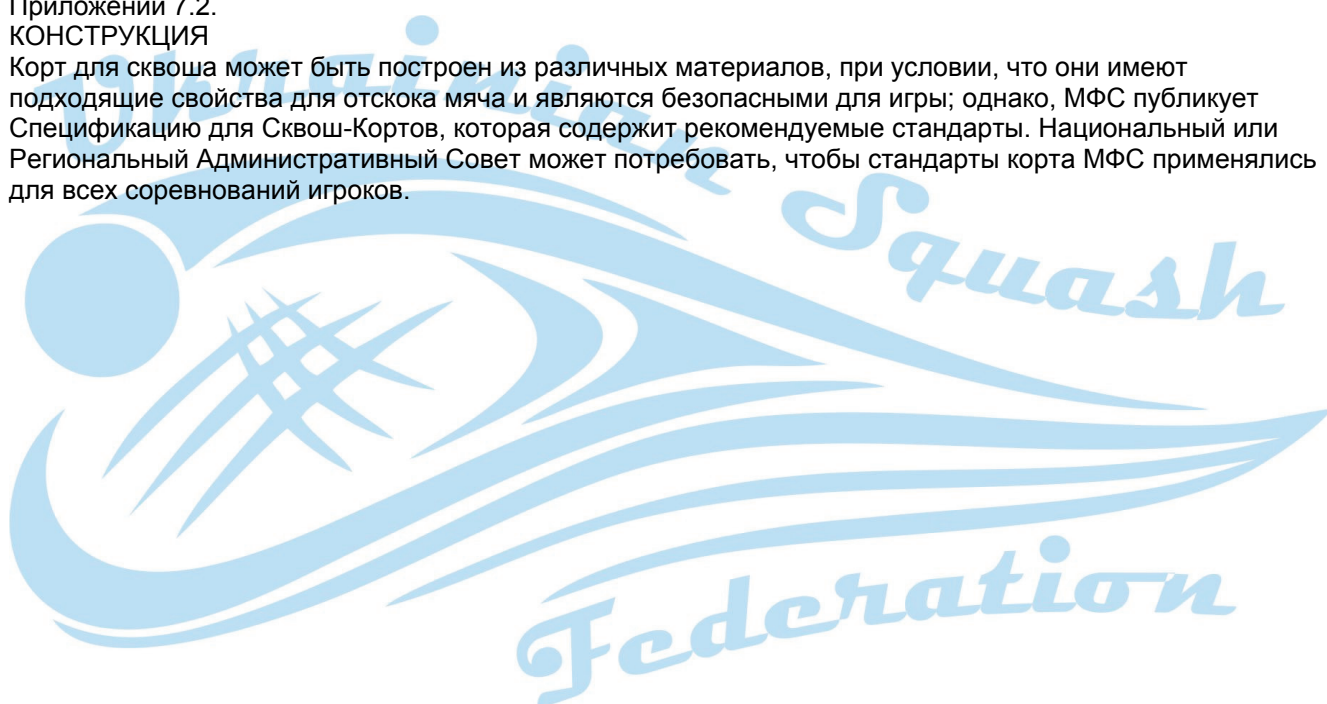 Приложении 7.2.
КОНСТРУКЦИЯ
Корт для сквоша может быть построен из различных материалов, при условии, что они имеют
подходящие свойства для отскока мяча и являются безопасными для игры; однако, МФС публикует
Спецификацию для Сквош-Кортов, которая содержит рекомендуемые стандарты. Национальный или
Региональный Административный Совет может потребовать, чтобы стандарты корта МФС применялись
для всех соревнований игроков.
Ukrainian Squash
Federation